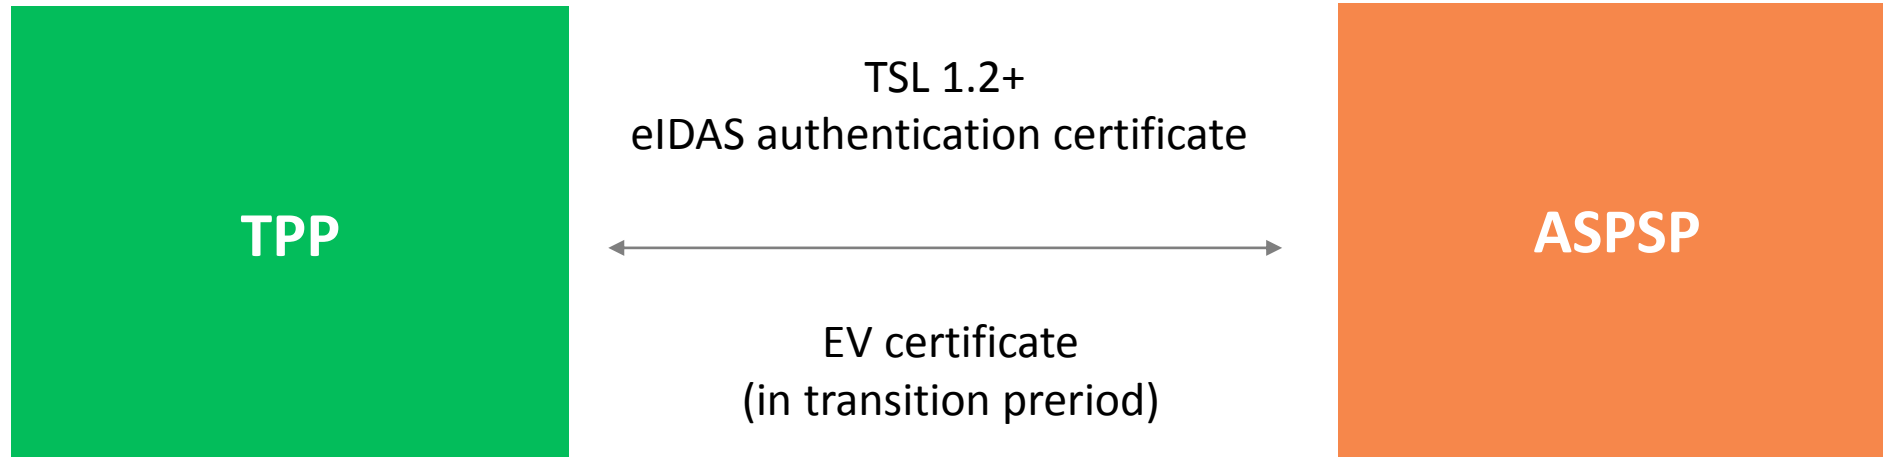 TPP
TSL 1.2+
eIDAS authentication certificate
EV certificate
(in transition preriod)
ASPSP